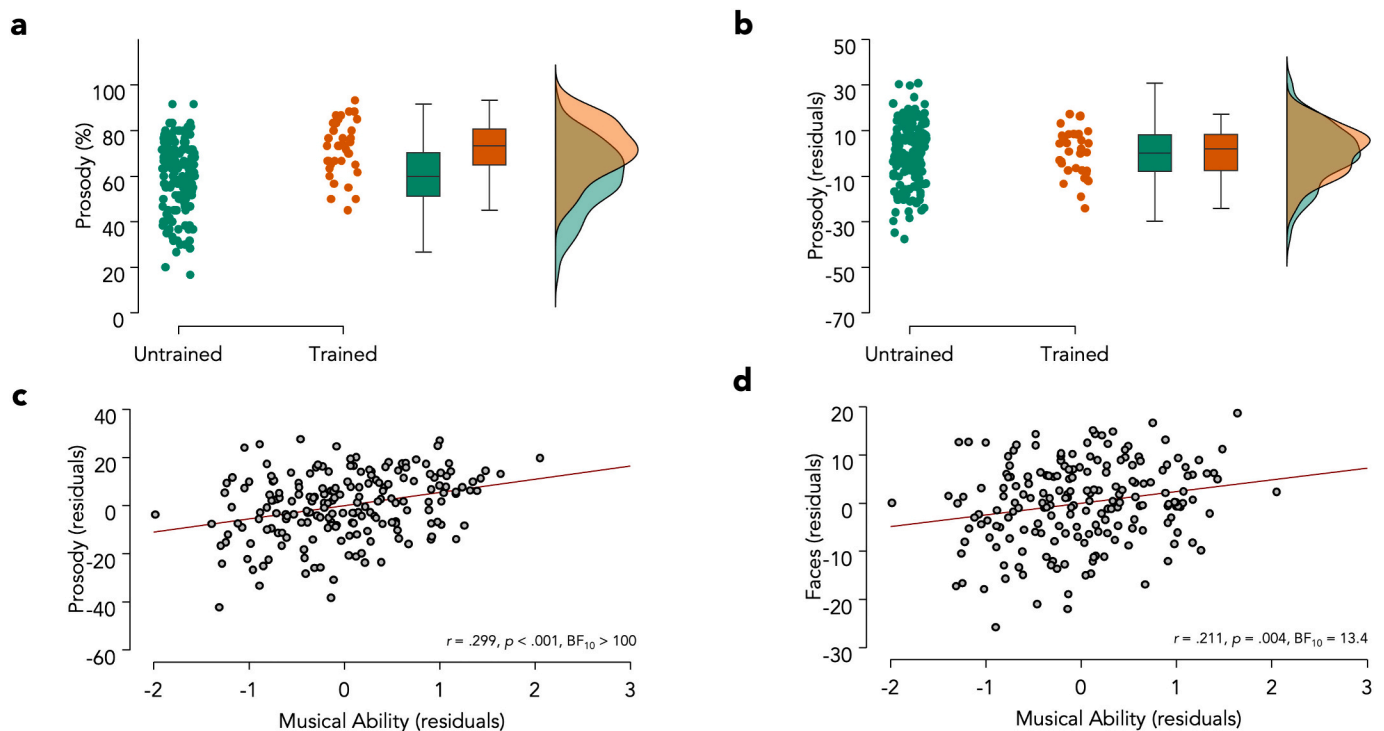 a
Prosody (%)
100
80
60
40
20
0
Untrained
Trained
b
Prosody (residuals)
50
30
10
-10
-30
-50
-70
Untrained
Trained
c
Prosody (residuals)
40
20
0
-20
-40
-60
r = .299, p < .001, BF₁₀ > 100
-2 -1 0 1 2 3
Musical Ability (residuals)
d
Faces (residuals)
20
10
0
-10
-20
-30
r = .211, p = .004, BF₁₀ = 13.4
-2 -1 0 1 2 3
Musical Ability (residuals)